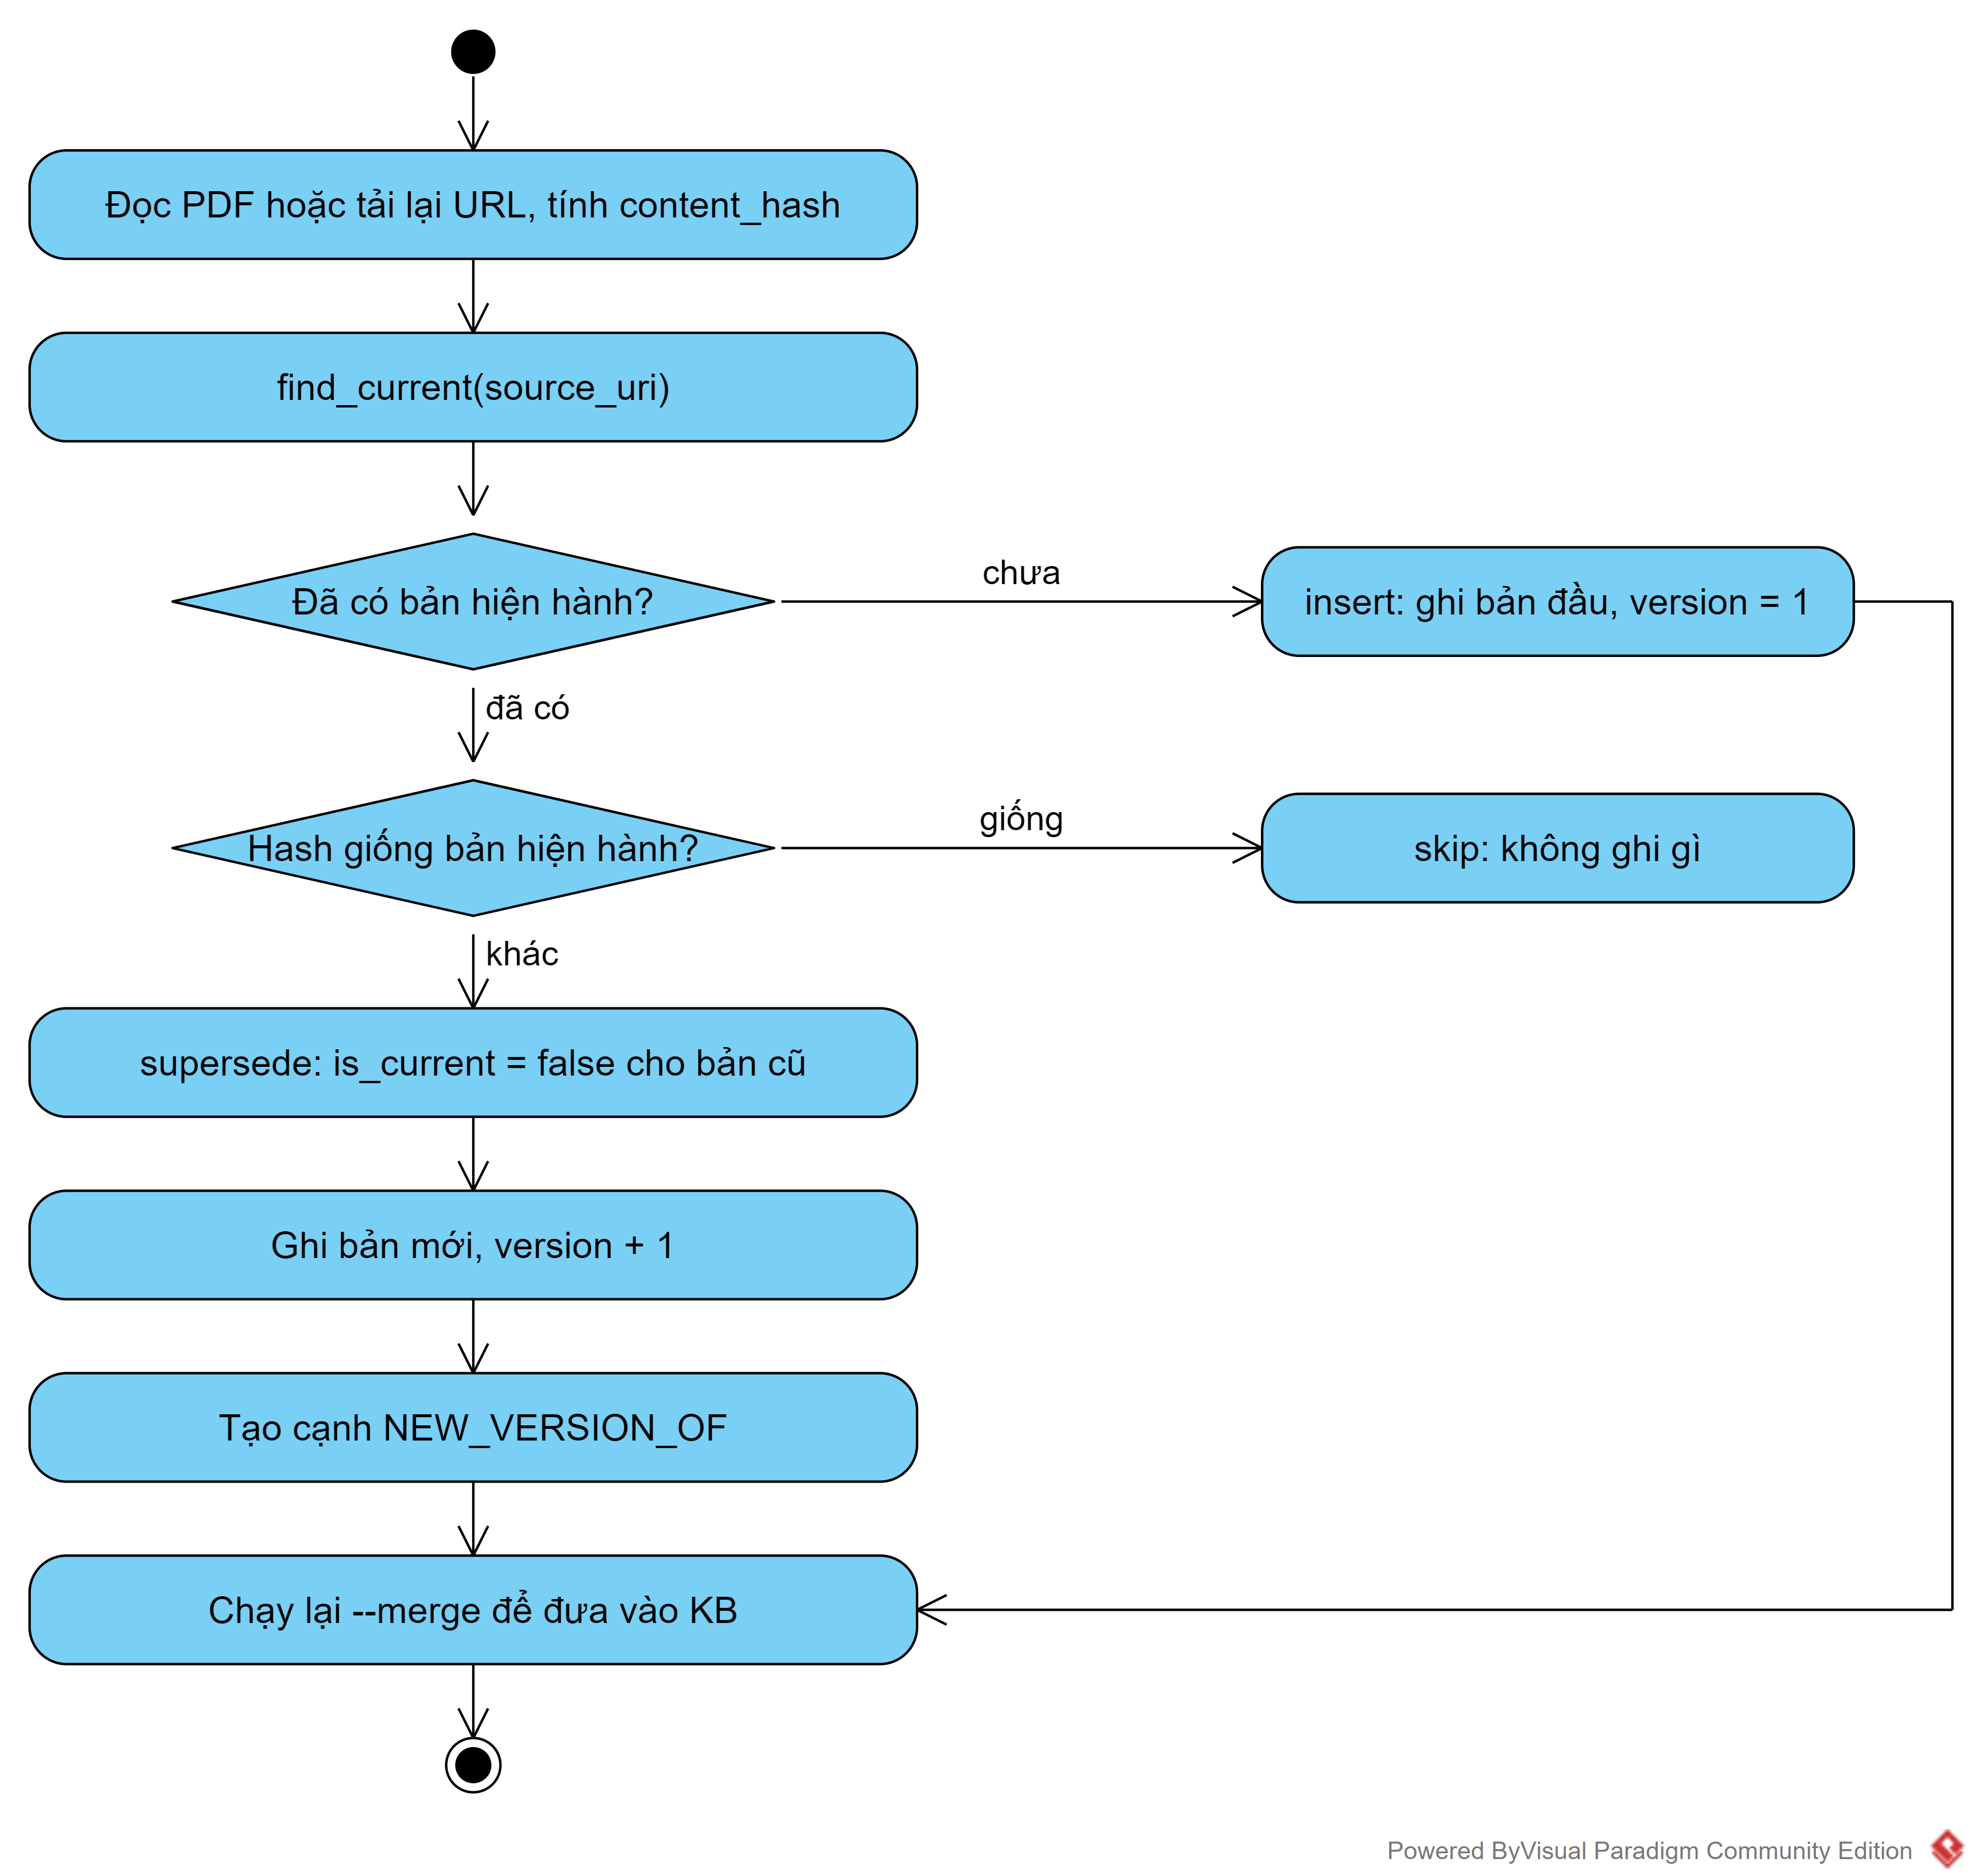 Đọc PDF hoặc tải lại URL, tính content_hash
find_current(source_uri)
Đã có bản hiện hành?
chưa
insert: ghi bản đầu, version = 1
đã có
Hash giống bản hiện hành?
giống
skip: không ghi gì
khác
supersede: is_current = false cho bản cũ
Ghi bản mới, version + 1
Tạo cạnh NEW_VERSION_OF
Chạy lại --merge để đưa vào KB
Powered ByVisual Paradigm Community Edition